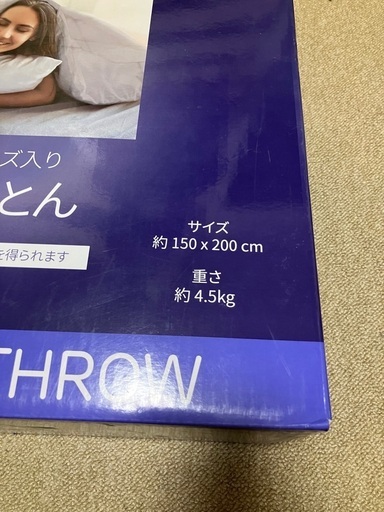 ズ入り
とん
を得られます
サイズ
約 150 x 200 cm
重さ
約 4.5kg
THROW